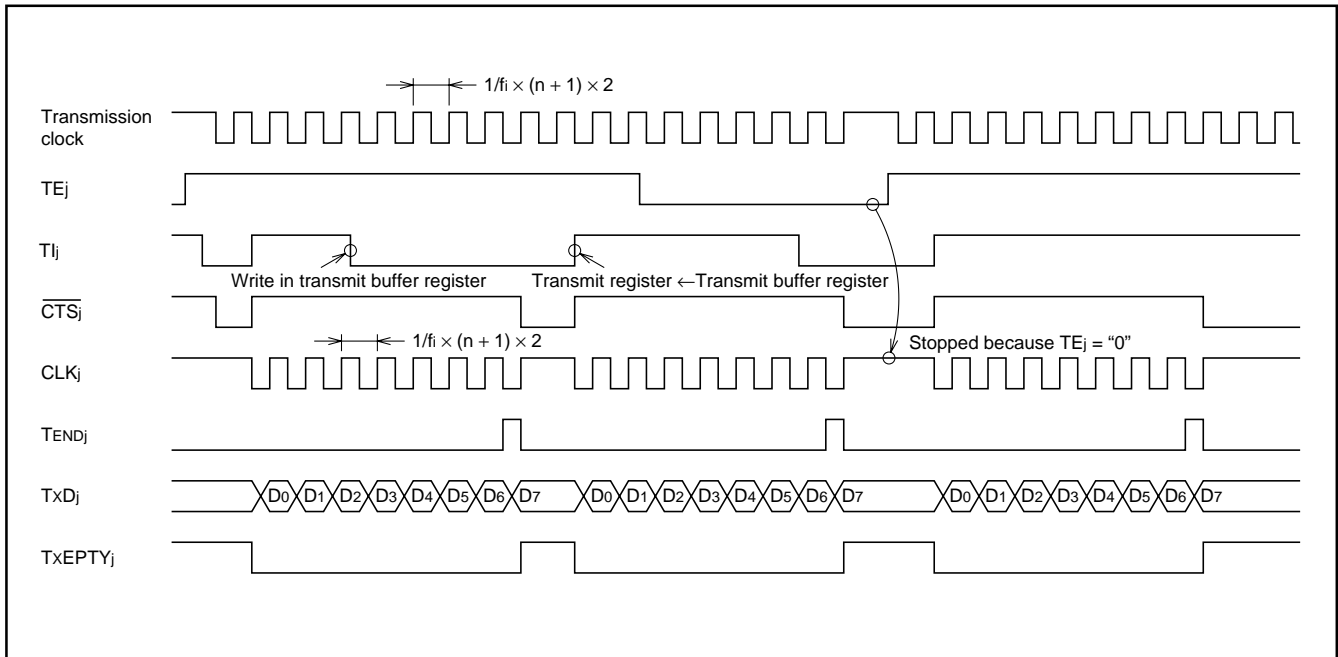 1/fi × (n + 1) × 2
Transmission
clock
TEj
TIj
Write in transmit buffer register
Transmit register ←Transmit buffer register
CTSj
1/fi × (n + 1) × 2
Stopped because TEj = “0”
CLKj
TENDj
TXDj
D0 D1 D2 D3 D4 D5 D6 D7 D0 D1 D2 D3 D4 D5 D6 D7 D0 D1 D2 D3 D4 D5 D6 D7
TXEPTYj